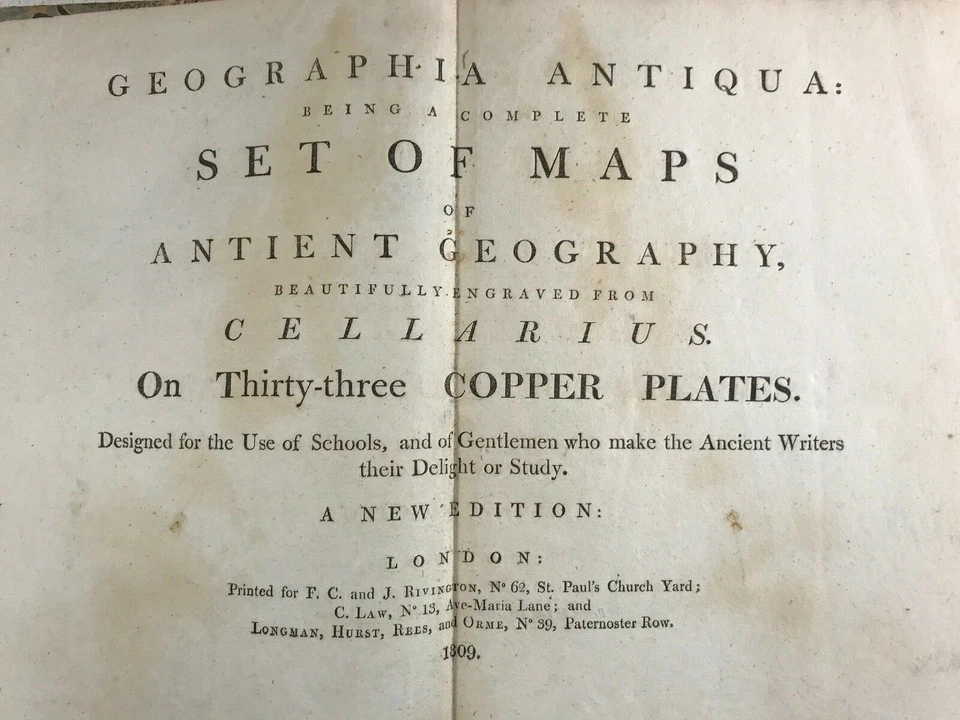 GEOGRAPHIA ANTIQUA:
BEING A COMPLETE
SET OF MAPS
OF
ANTIENT GEOGRAPHY,
BEAUTIFULLY ENGRAVED FROM
CELLARIUS.
On Thirty-three COPPER PLATES.
Designed for the Use of Schools, and of Gentlemen who make the Ancient Writers
their Delight or Study.
A NEW EDITION:
LONDON:
Printed for F. C. and J. RIVINGTON, No 62, St. Paul's Church Yard;
C. LAW, No 13, Ave-Maria Lane; and
LONGMAN, HURST, REES, and ORME, No 39, Paternoster Row.
1809.